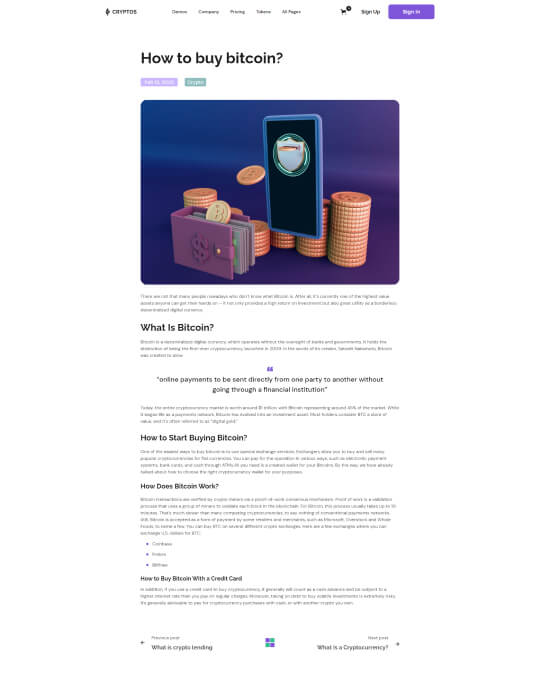 CRYPTOS
Demos Company Pricing Tokens All Pages
0
Sign Up
Sign In
How to buy bitcoin?
Feb 12, 2022 Crypto
There are not that many people nowadays who don't know what Bitcoin is. After all, it's currently one of the highest value
assets anyone can get their hands on – it not only provides a high return on investment but also great utility as a borderless,
decentralized digital currency.
What Is Bitcoin?
Bitcoin is a decentralized digital currency, which operates without the oversight of banks and governments. It holds the
distinction of being the first-ever cryptocurrency, launched in 2009. In the words of its creator, Satoshi Nakamoto, Bitcoin
was created to allow
“online payments to be sent directly from one party to another without
going through a financial institution”
Today, the entire cryptocurrency market is worth around $1 trillion, with Bitcoin representing around 40% of the market. While
it began life as a payments network, Bitcoin has evolved into an investment asset. Most holders consider BTC a store of
value, and it's often referred to as "digital gold."
How to Start Buying Bitcoin?
One of the easiest ways to buy bitcoin is to use special exchange services. Exchangers allow you to buy and sell many
popular cryptocurrencies for fiat currencies. You can pay for the operation in various ways, such as electronic payment
systems, bank cards, and cash through ATMs. All you need is a created wallet for your Bitcoins. By the way, we have already
talked about how to choose the right cryptocurrency wallet for your purposes.
How Does Bitcoin Work?
Bitcoin transactions are verified by crypto miners via a proof-of-work consensus mechanism. Proof of work is a validation
process that uses a group of miners to validate each block in the blockchain. For Bitcoin, this process usually takes up to 10
minutes. That's much slower than many competing cryptocurrencies, to say nothing of conventional payments networks.
Still, Bitcoin is accepted as a form of payment by some retailers and merchants, such as Microsoft, Overstock and Whole
Foods, to name a few. You can buy BTC on several different crypto exchanges. Here are a few exchanges where you can
exchange U.S. dollars for BTC:
Coinbase
Kraken
Bitfinex
How to Buy Bitcoin With a Credit Card
In addition, if you use a credit card to buy cryptocurrency, it generally will count as a cash advance and be subject to a
higher interest rate than you pay on regular charges. Moreover, taking on debt to buy volatile investments is extremely risky.
It's generally advisable to pay for cryptocurrency purchases with cash, or with another crypto you own.
Previous post
What is crypto lending
Next post
What Is a Cryptocurrency?